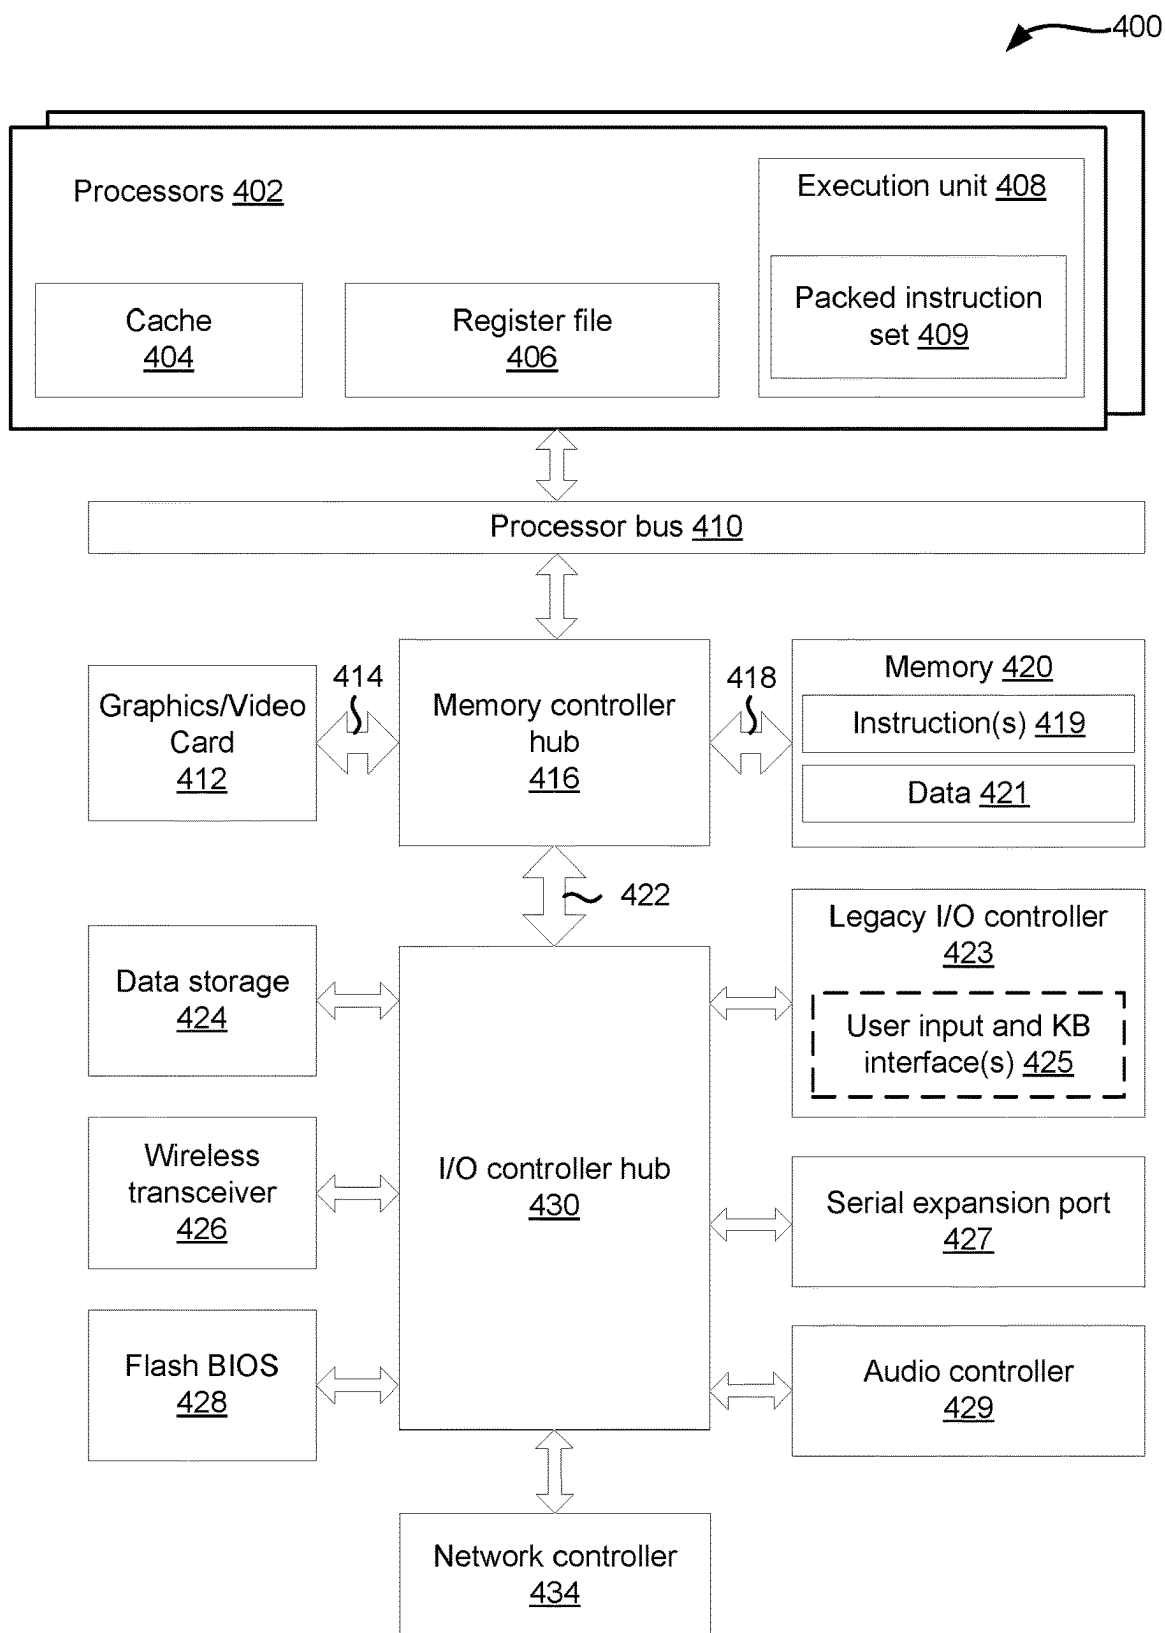 400
Processors 402
Execution unit 408
Cache
404
Register file
406
Packed instruction
set 409
Processor bus 410
Graphics/Video
Card
412
414
Memory controller
hub
416
418
Memory 420
Instruction(s) 419
Data 421
422
Data storage
424
Legacy I/O controller
423
User input and KB
interface(s) 425
Wireless
transceiver
426
I/O controller hub
430
Serial expansion port
427
Flash BIOS
428
Audio controller
429
Network controller
434